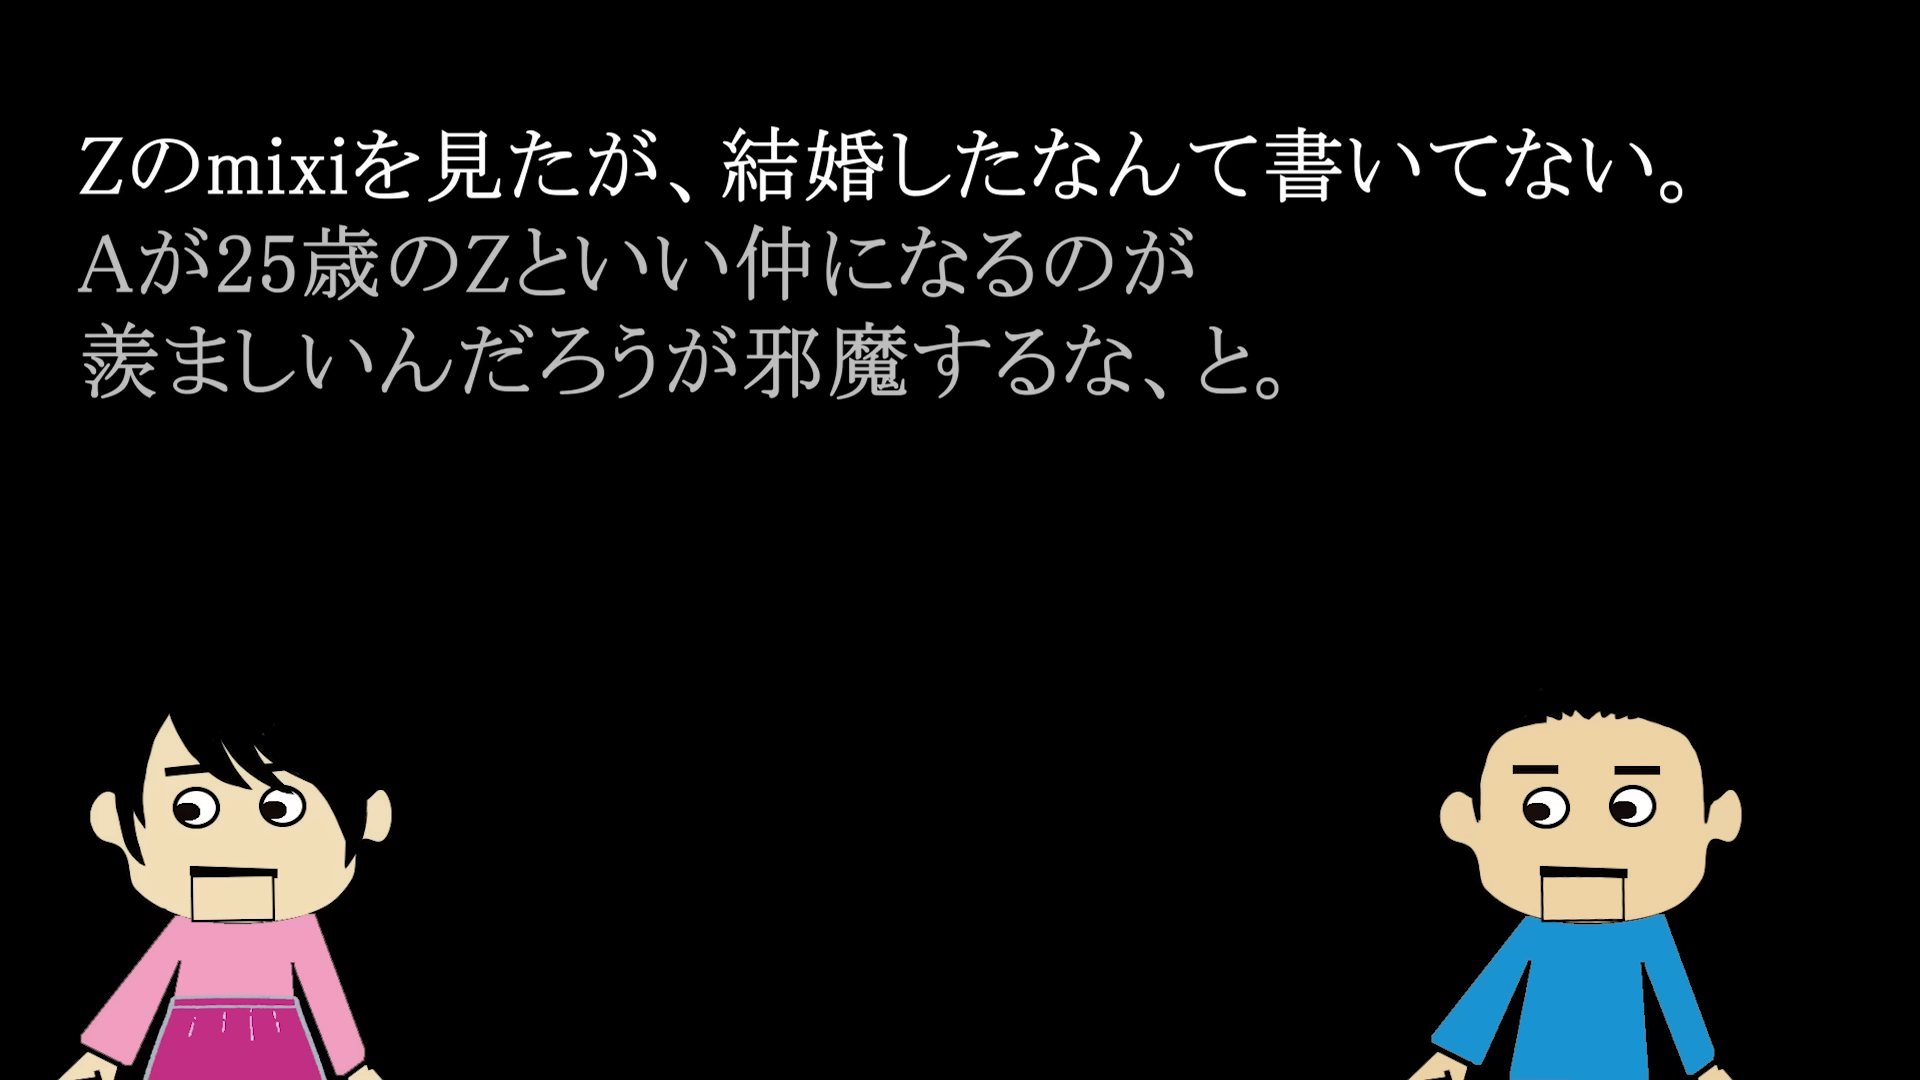 Zのmixiを見たが、結婚したなんて書いてない。
Aが25歳のZといい仲になるのが
羨ましいんだろうが邪魔するな、と。